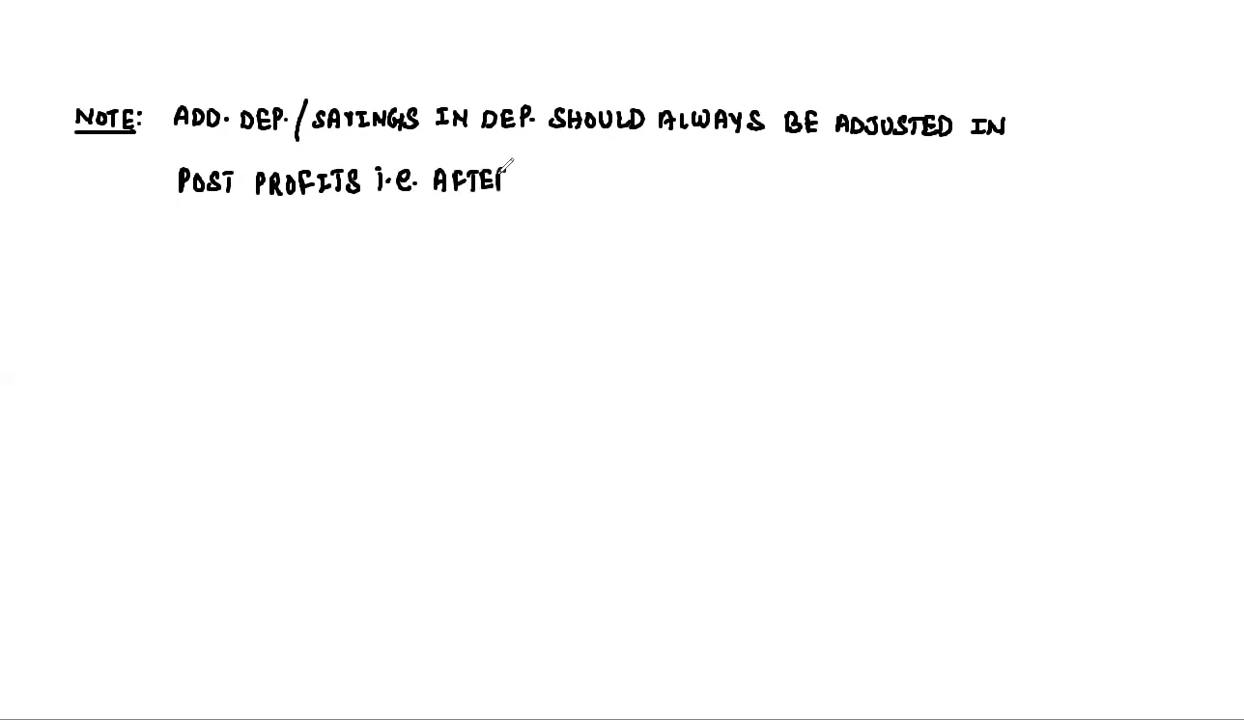 NOTE: ADD. DEP. / SAVINGS IN DEP. SHOULD ALWAYS BE ADJUSTED IN
POST PROFITS i.e. AFTER